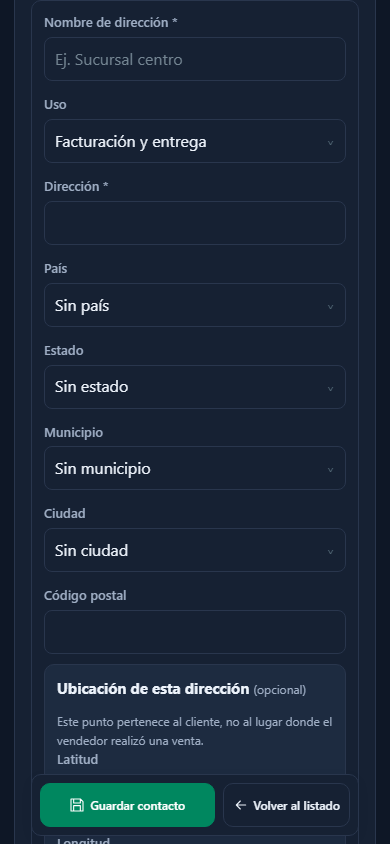 Nombre de dirección *
Ej. Sucursal centro
Uso
Facturación y entrega
Dirección *
País
Sin país
Estado
Sin estado
Municipio
Sin municipio
Ciudad
Sin ciudad
Código postal
Ubicación de esta dirección (opcional)
Este punto pertenece al cliente, no al lugar donde el
vendedor realizó una venta.
Latitud
Guardar contacto
Volver al listado
Longitud